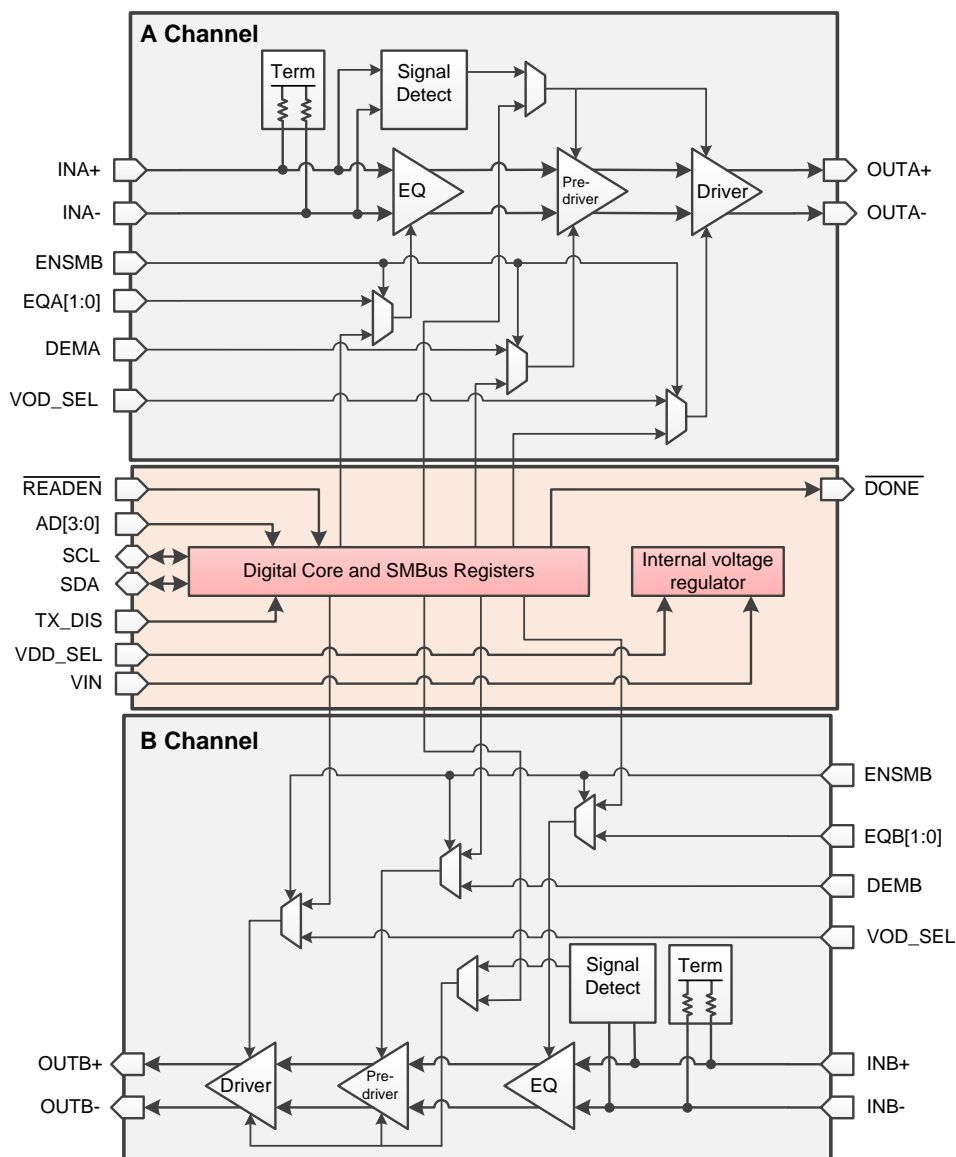 A Channel
Term
Signal
Detect
INA+
INA-
EQ
Pre-
driver
Driver
OUTA+
OUTA-
ENSMB
EQA[1:0]
DEMA
VOD_SEL
READEN
AD[3:0]
SCL
SDA
TX_DIS
VDD_SEL
VIN
Digital Core and SMBus Registers
Internal voltage
regulator
DONE
B Channel
ENSMB
EQB[1:0]
DEMB
VOD_SEL
Signal
Detect
Term
OUTB+
OUTB-
Driver
Pre-
driver
EQ
INB+
INB-